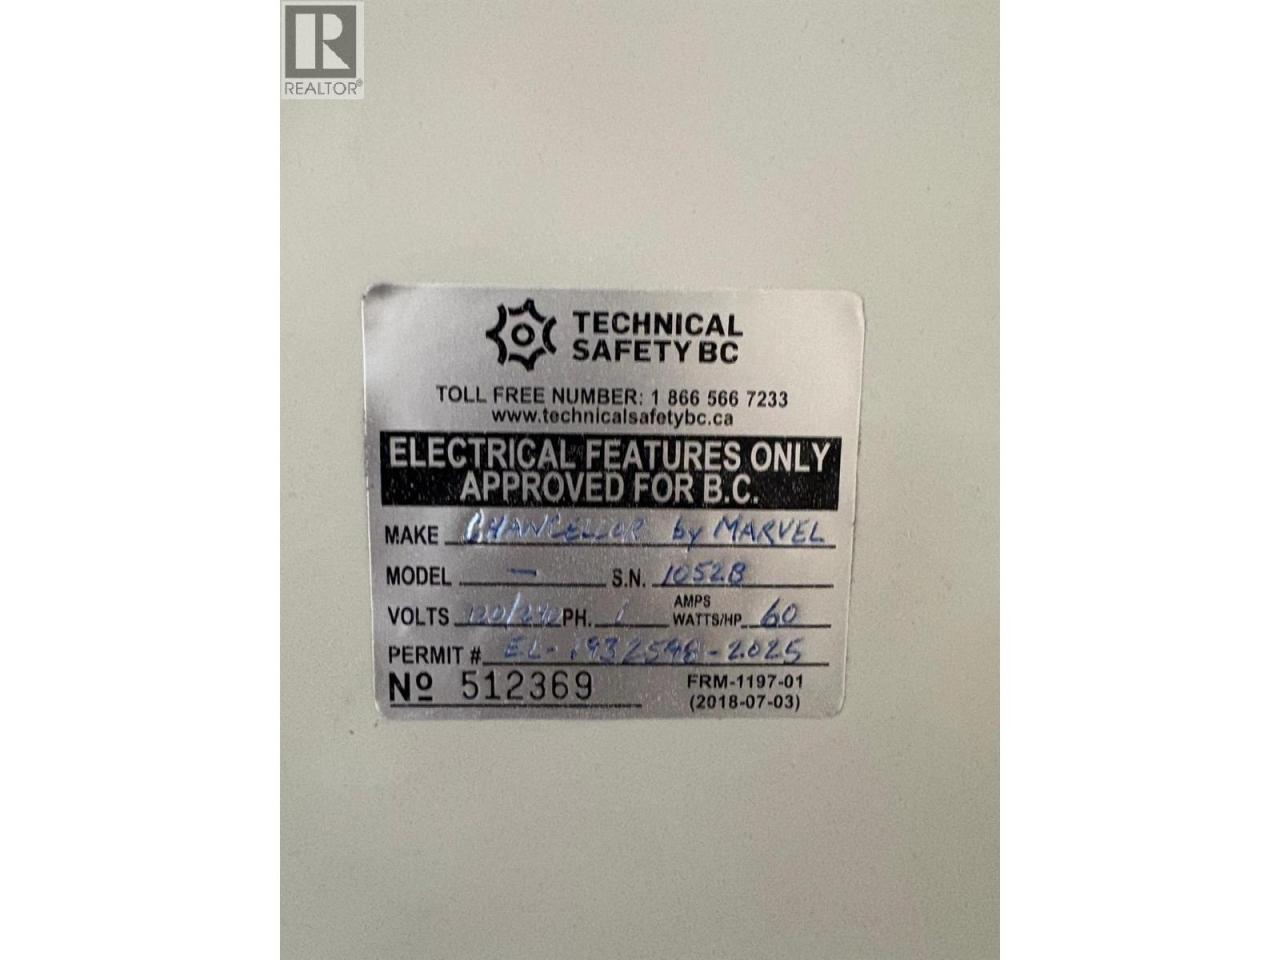 REALTOR®
TECHNICAL
SAFETY BC
TOLL FREE NUMBER: 1 866 566 7233
www.technicalsafetybc.ca
ELECTRICAL FEATURES ONLY
APPROVED FOR B.C.
MAKE CHANCELLOR by MARVEL
MODEL — S.N. 10528
VOLTS 120/240 PH. 1 AMPS WATTS/HP 60
PERMIT # EL-1932598-2025
Nº 512369
FRM-1197-01
(2018-07-03)